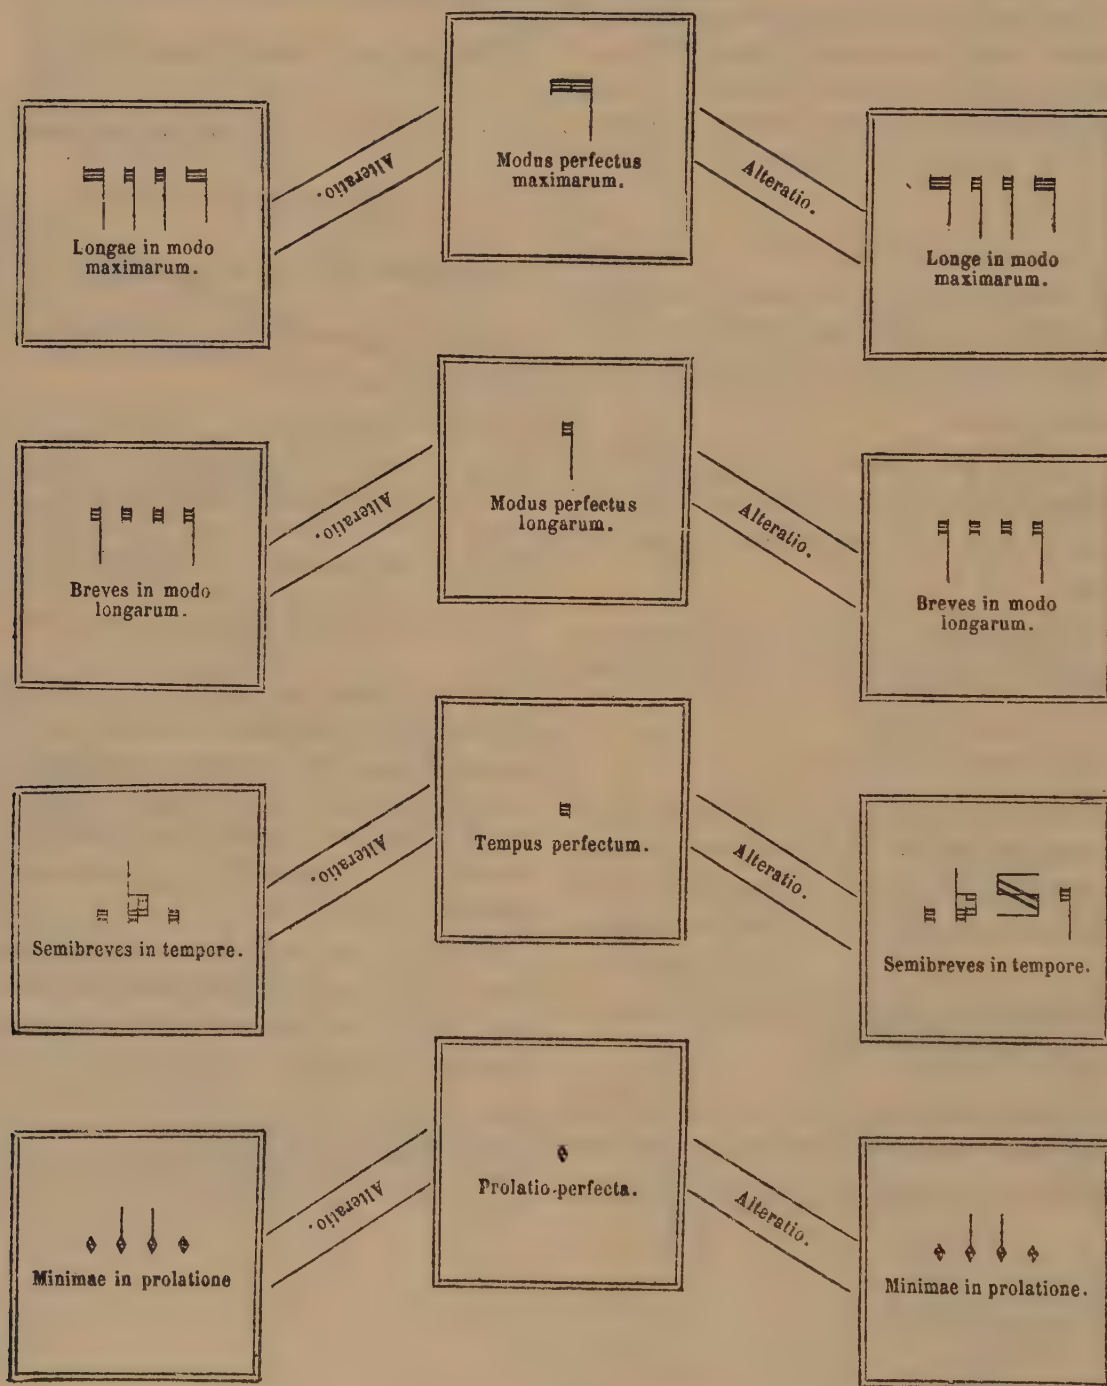 Modus perfectus
maximarum.
Alteratio.
Alteratio.
Longae in modo
maximarum.
Longe in modo
maximarum.
Modus perfectus
longarum.
Alteratio.
Alteratio.
Breves in modo
longarum.
Breves in modo
longarum.
Tempus perfectum.
Alteratio.
Alteratio.
Semibreves in tempore.
Semibreves in tempore.
Prolatio perfecta.
Alteratio.
Alteratio.
Minimae in prolatione
Minimae in prolatione.